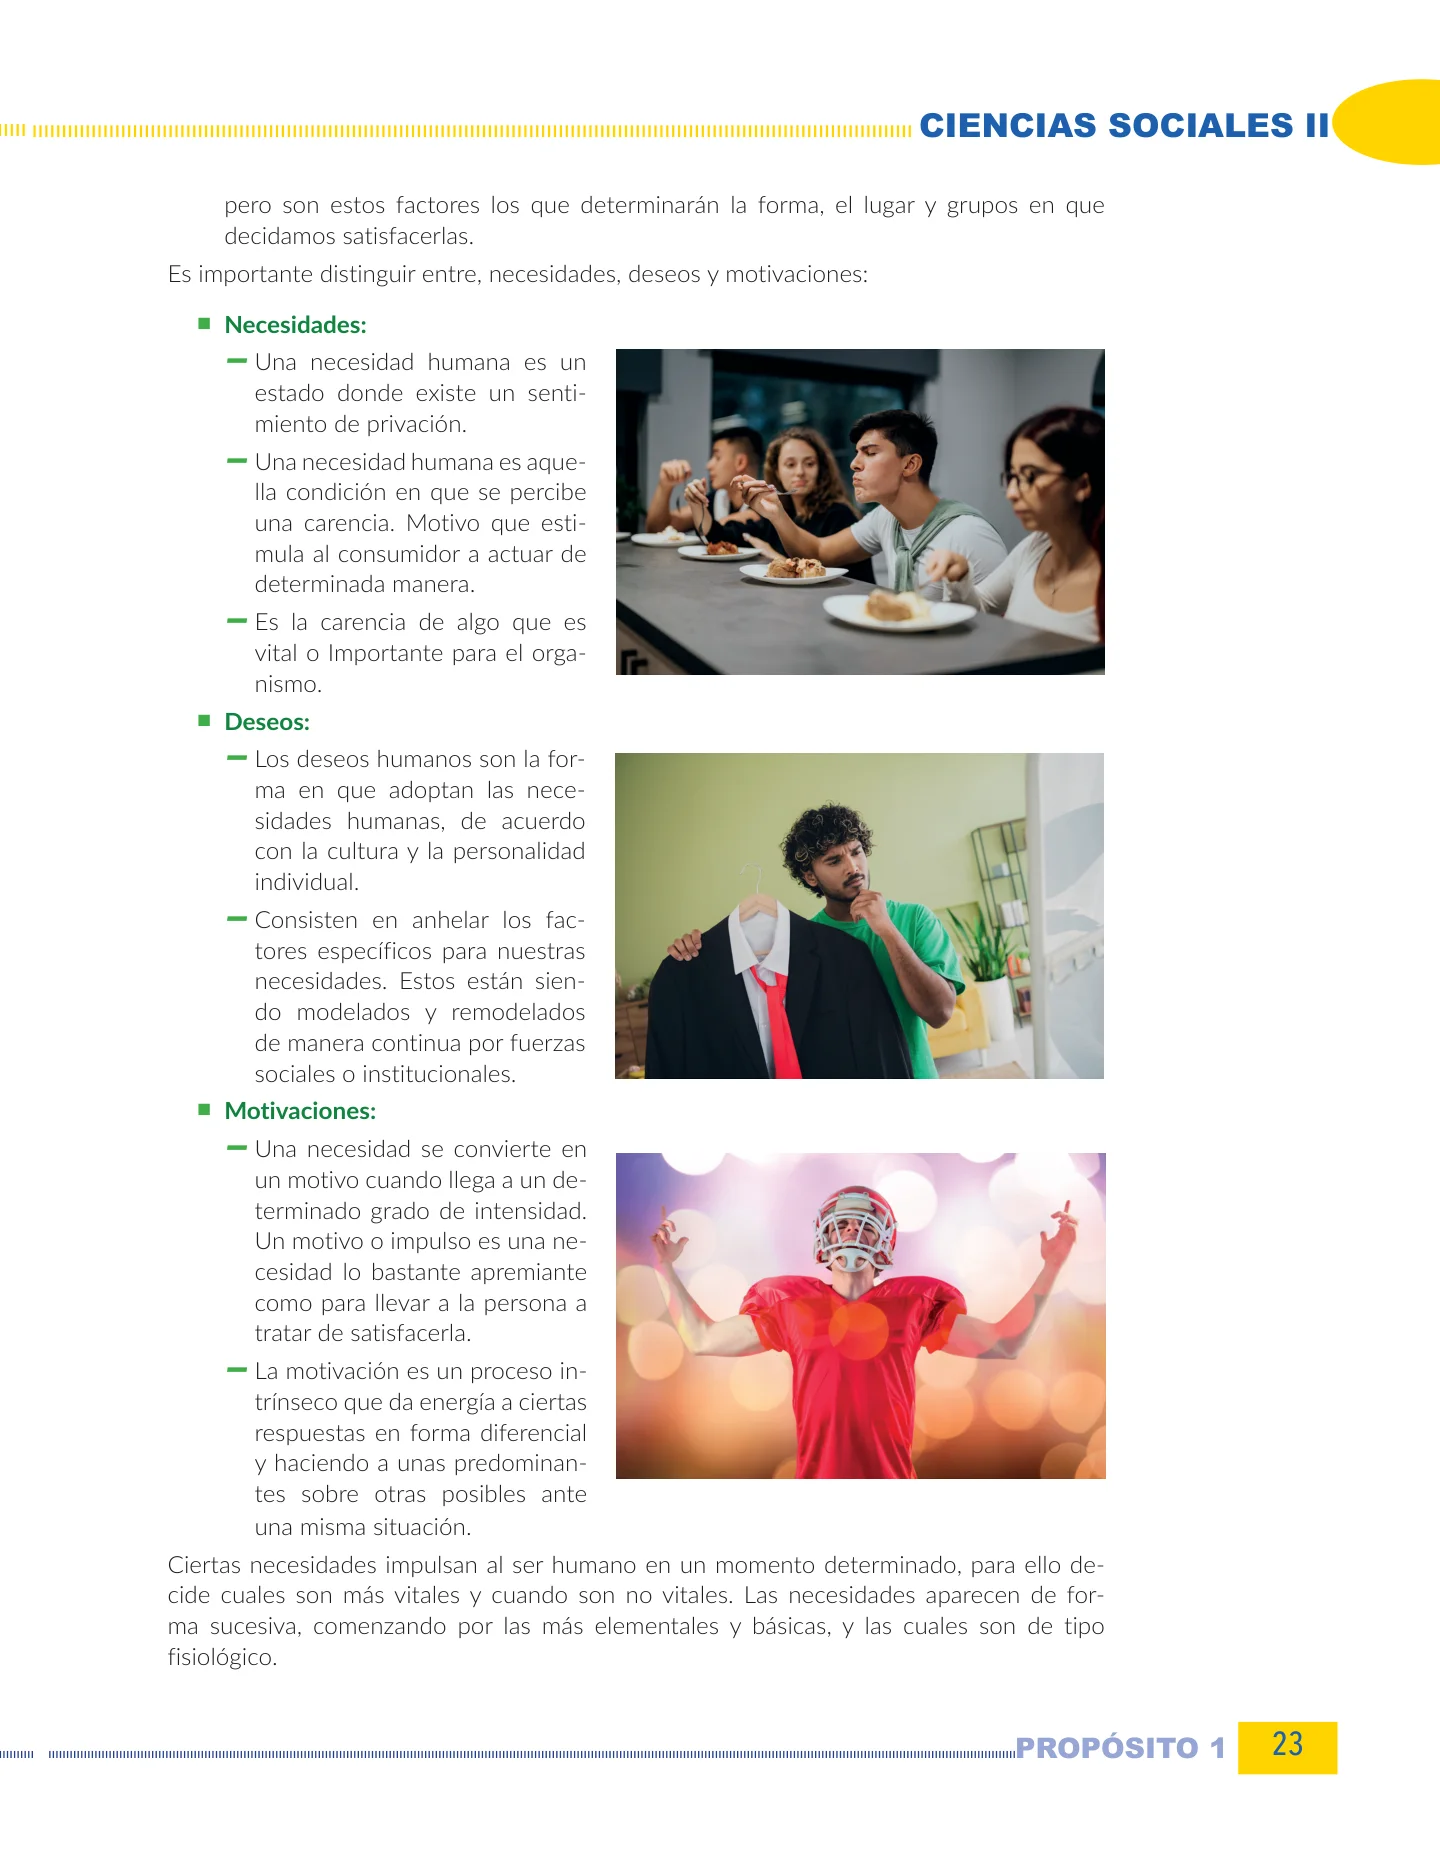 CIENCIAS SOCIALES II
pero son estos factores los que determinarán la forma, el lugar y grupos en que
decidamos satisfacerlas.
Es importante distinguir entre, necesidades, deseos y motivaciones:
Necesidades:
Una necesidad humana es un
estado donde existe un senti-
miento de privación.
Una necesidad humana es aque-
lla condición en que se percibe
una carencia. Motivo que esti-
mula al consumidor a actuar de
determinada manera.
Es la carencia de algo que es
vital o Importante para el orga-
nismo.
Deseos:
Los deseos humanos son la for-
ma en que adoptan las nece-
sidades humanas, de acuerdo
con la cultura y la personalidad
individual.
Consisten en anhelar los fac-
tores específicos para nuestras
necesidades. Estos están sien-
do modelados y remodelados
de manera continua por fuerzas
sociales o institucionales.
Motivaciones:
Una necesidad se convierte en
un motivo cuando llega a un de-
terminado grado de intensidad.
Un motivo o impulso es una ne-
cesidad lo bastante apremiante
como para llevar a la persona a
tratar de satisfacerla.
La motivación es un proceso in-
trínseco que da energía a ciertas
respuestas en forma diferencial
y haciendo a unas predominan-
tes sobre otras posibles ante
una misma situación.
Ciertas necesidades impulsan al ser humano en un momento determinado, para ello de-
cide cuales son más vitales y cuando son no vitales. Las necesidades aparecen de for-
ma sucesiva, comenzando por las más elementales y básicas, y las cuales son de tipo
fisiológico.
PROPÓSITO 1
23